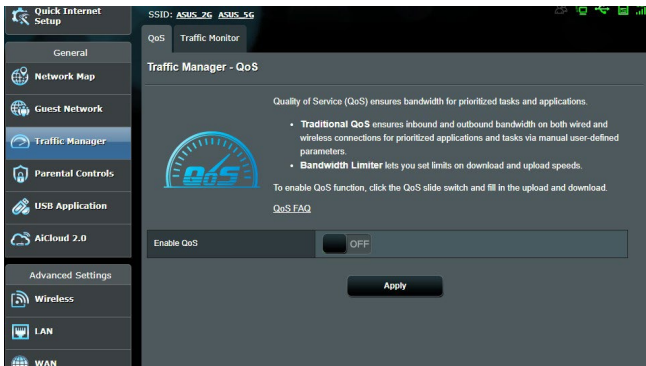 Quick Internet
Setup
SSID: ASUS_2G ASUS_5G
QoS Traffic Monitor
General
Network Map
Guest Network
Traffic Manager
Parental Controls
USB Application
AiCloud 2.0
Advanced Settings
Wireless
LAN
WAN
Traffic Manager - QoS
QoS
Quality of Service (QoS) ensures bandwidth for prioritized tasks and applications.
• Traditional QoS ensures inbound and outbound bandwidth on both wired and
wireless connections for prioritized applications and tasks via manual user-defined
parameters.
• Bandwidth Limiter lets you set limits on download and upload speeds.
To enable QoS function, click the QoS slide switch and fill in the upload and download.
QoS FAQ
Enable QoS OFF
Apply